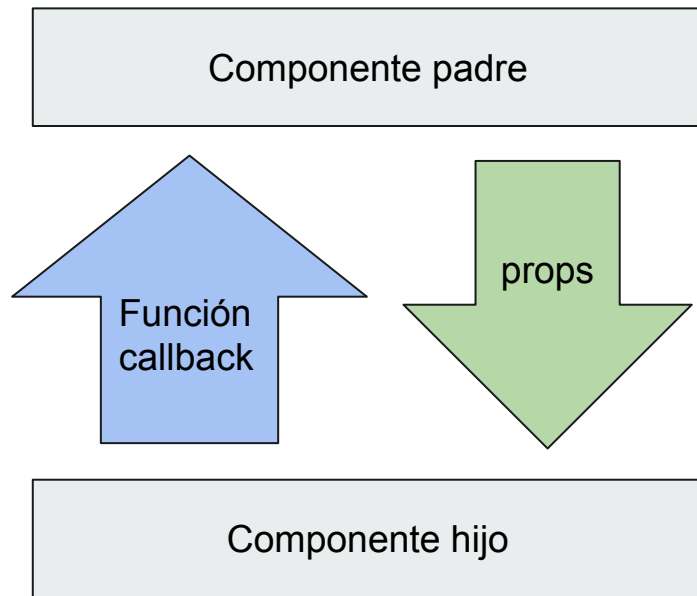 Componente padre
Función
callback
props
Componente hijo